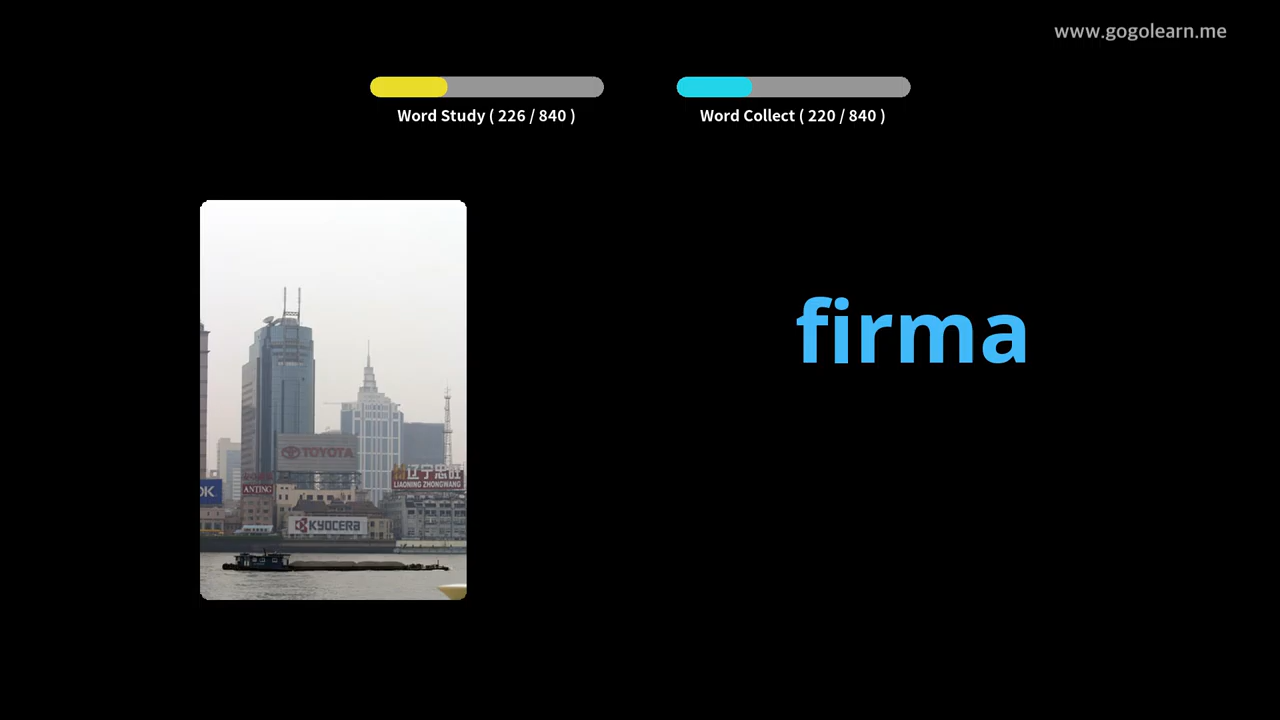 www.gogolearn.me
Word Study ( 226 / 840 )
Word Collect ( 220 / 840 )
firma
TOYOTA
OK
ANTING
辽宁忠旺
LIAONING ZHONGWANG
KYOCERA